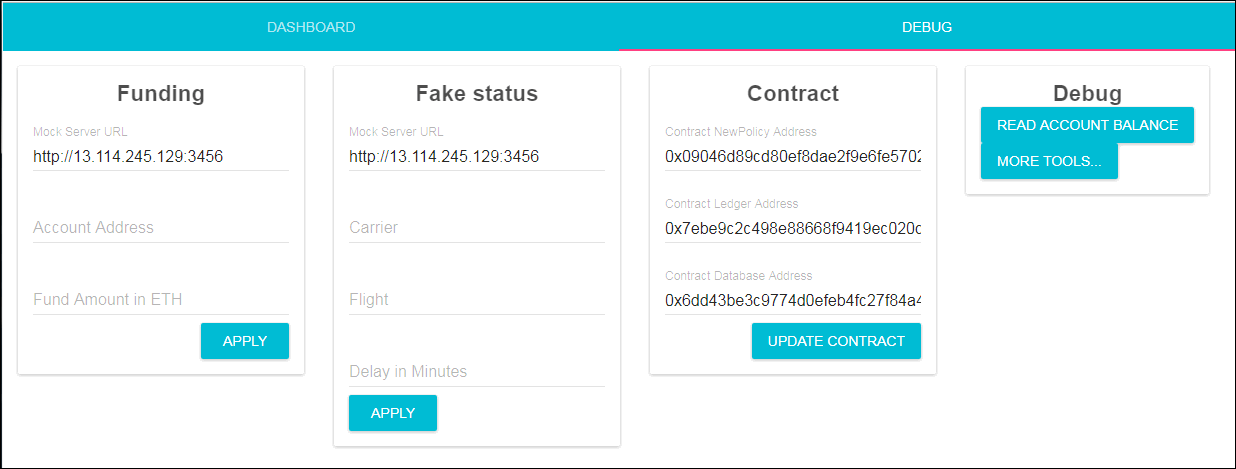 DASHBOARD
DEBUG
Funding
Mock Server URL
http://13.114.245.129:3456
Account Address
Fund Amount in ETH
APPLY
Fake status
Mock Server URL
http://13.114.245.129:3456
Carrier
Flight
Delay in Minutes
APPLY
Contract
Contract NewPolicy Address
0x09046d89cd80ef8dae2f9e6fe5702
Contract Ledger Address
0x7ebe9c2c498e88668f9419ec020c
Contract Database Address
0x6dd43be3c9774d0efeb4fc27f84a4
UPDATE CONTRACT
Debug
READ ACCOUNT BALANCE
MORE TOOLS...